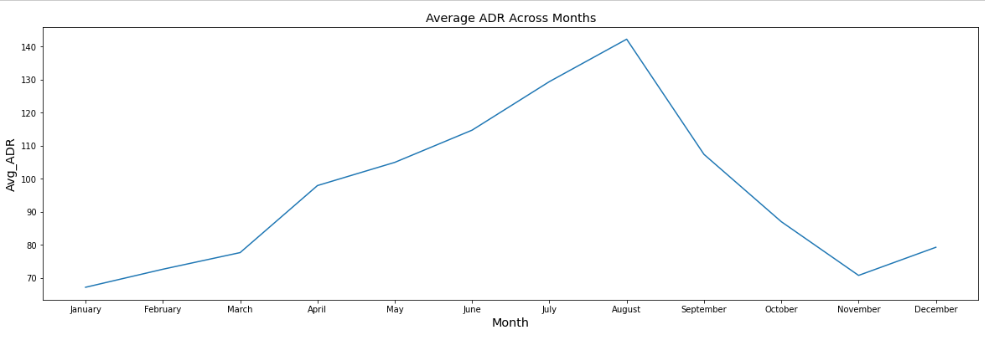 Average ADR Across Months
140
130
120
110
100
90
80
70
Avg_ADR
January February March April May June July August September October November December
Month